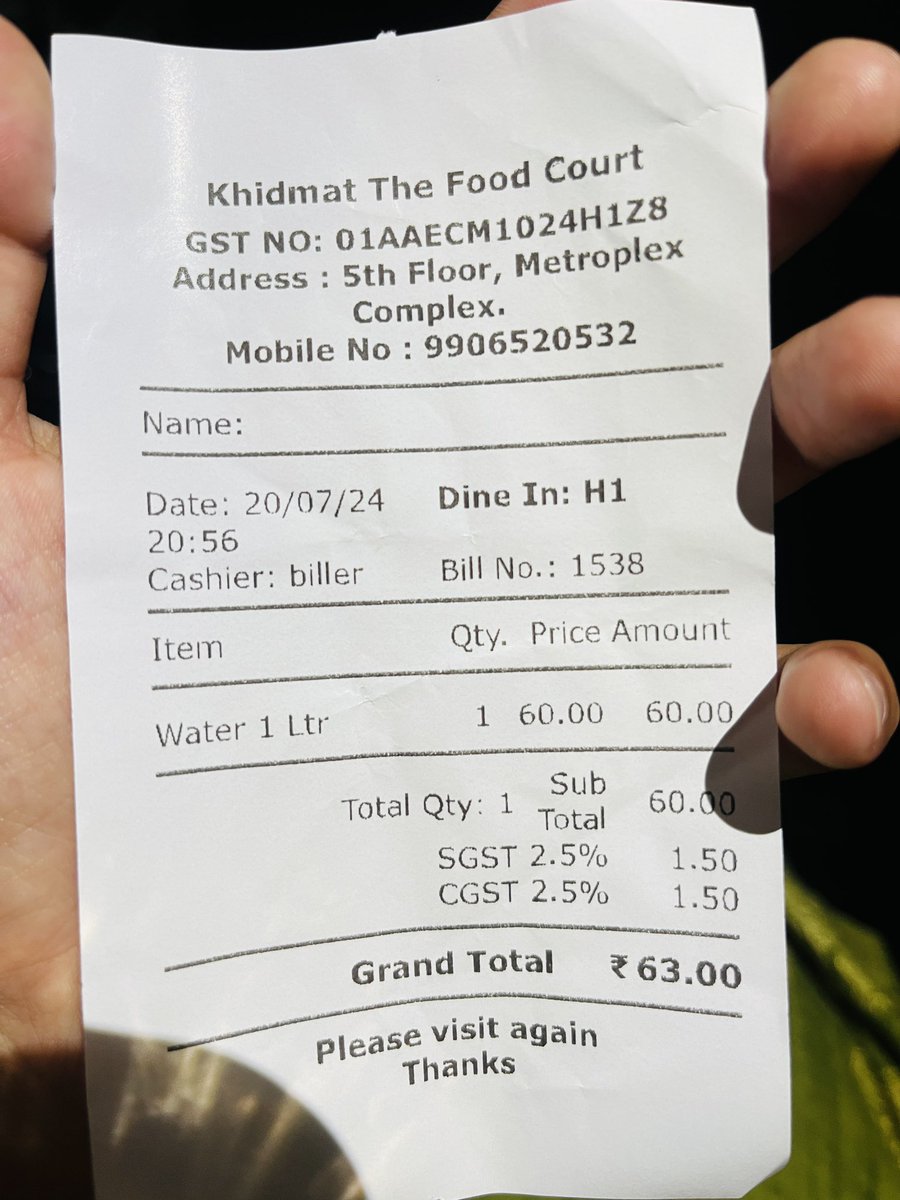 Khidmat The Food Court
GST NO: 01AAECM1024H1Z8
Address : 5th Floor, Metroplex
Complex.
Mobile No : 9906520532
Name:
Date: 20/07/24 Dine In: H1
20:56
Cashier: biller Bill No.: 1538
Item Qty. Price Amount
Water 1 Ltr 1 60.00 60.00
Total Qty: 1 Sub Total 60.00
SGST 2.5% 1.50
CGST 2.5% 1.50
Grand Total ₹ 63.00
Please visit again
Thanks